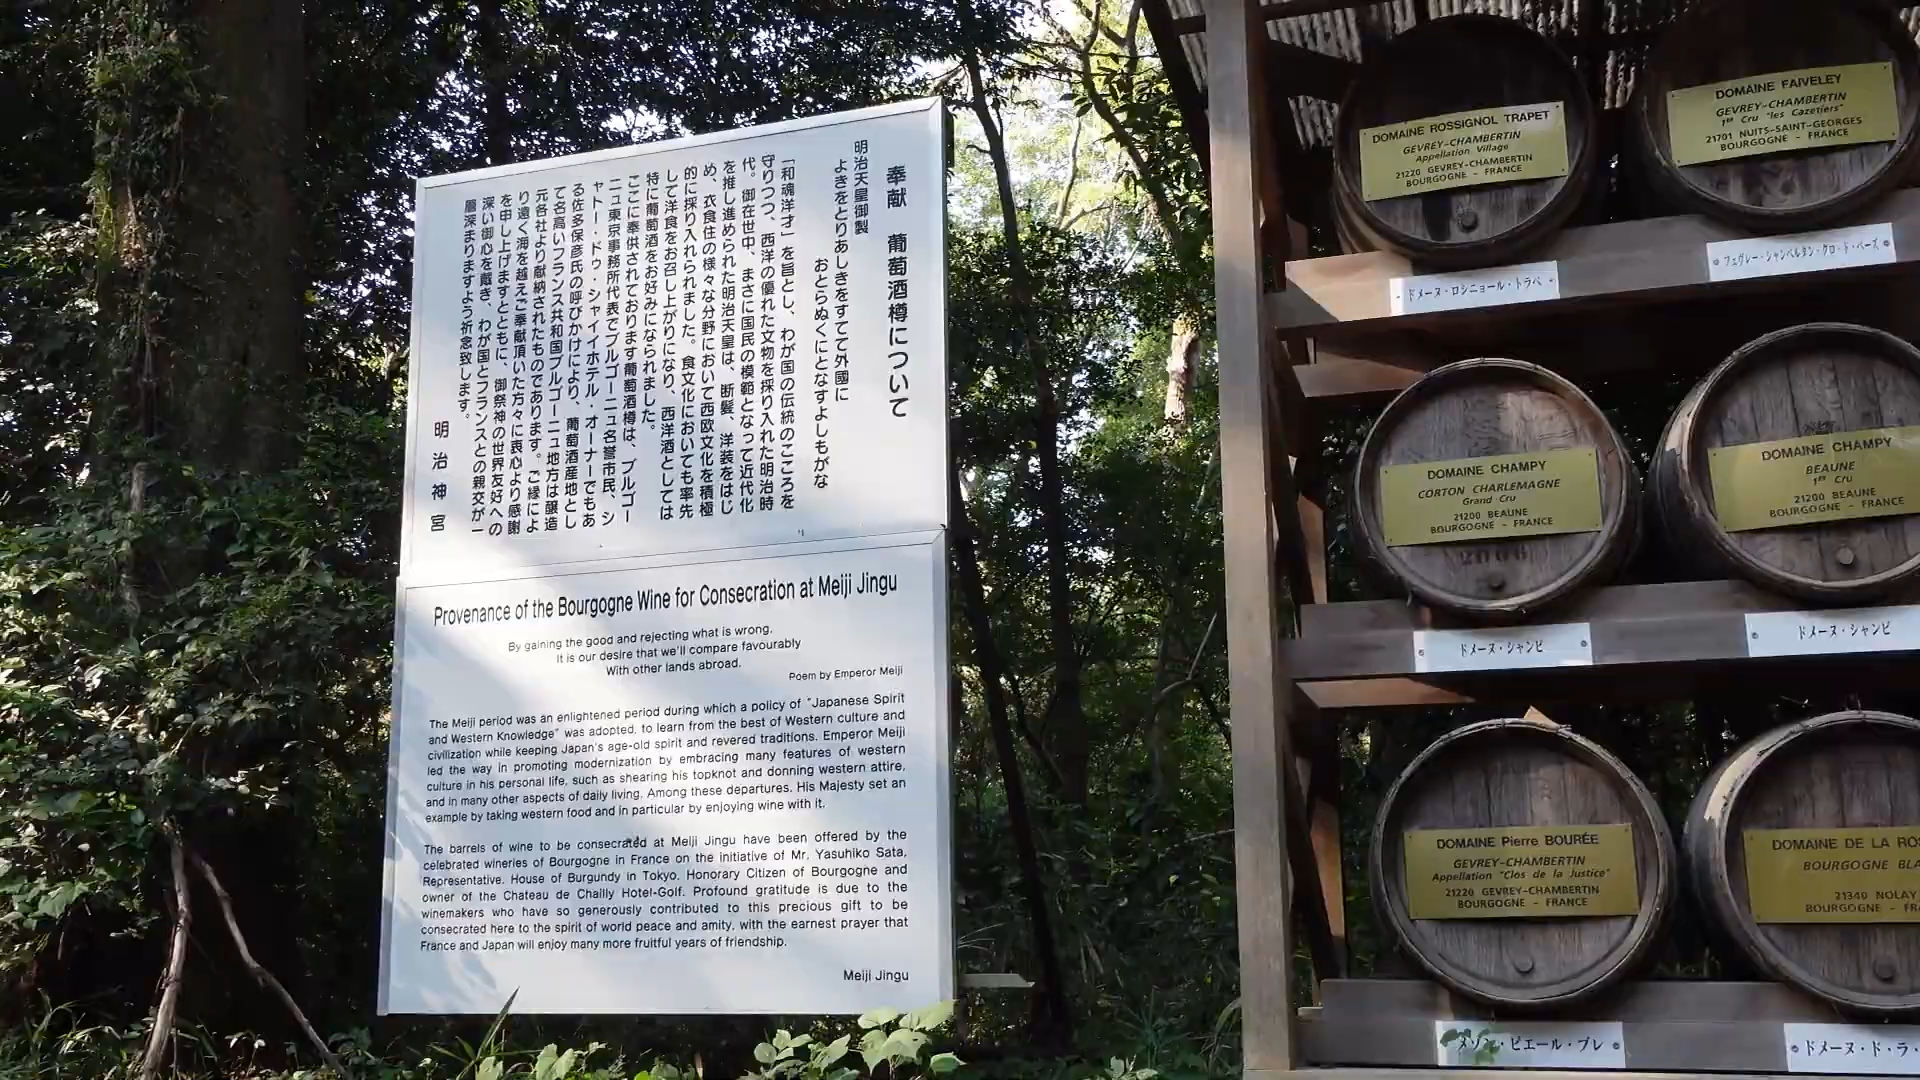 奉献　葡萄酒樽について
明治天皇御製
よきをとりあしきをすてて外國に
おとらぬくにとなすよしもがな
「和魂洋才」を旨とし、わが国の伝統のこころを
守りつつ、西洋の優れた文物を採り入れた明治時
代。御在世中、まさに国民の模範となって近代化
を推し進められた明治天皇は、断髪、洋装をはじ
め、衣食住の様々な分野において西欧文化を積極
的に採り入れられました。食文化においても率先
して洋食をお召し上がりになり、西洋酒としては
特に葡萄酒をお好みになられました。
ここに奉供されております葡萄酒樽は、ブルゴー
ニュ東京事務所代表でブルゴーニュ名誉市民、シ
ャトー・ドゥ・シャイイホテル・オーナーでもあ
る佐多保彦氏の呼びかけにより、葡萄酒産地とし
て名高いフランス共和国ブルゴーニュ地方は醸造
元各社より献納されたものであります。ご縁によ
り遠く海を越えご奉献頂いた方々に衷心より感謝
を申し上げますとともに、御祭神の世界友好への
深い御心を戴き、わが国とフランスとの親交が一
層深まりますよう祈念致します。
明治神宮
Provenance of the Bourgogne Wine for Consecration at Meiji Jingu
By gaining the good and rejecting what is wrong,
It is our desire that we'll compare favourably
With other lands abroad.
Poem by Emperor Meiji
The Meiji period was an enlightened period during which a policy of "Japanese Spirit
and Western Knowledge" was adopted, to learn from the best of Western culture and
civilization while keeping Japan's age-old spirit and revered traditions. Emperor Meiji
led the way in promoting modernization by embracing many features of western
culture in his personal life, such as shearing his topknot and donning western attire,
and in many other aspects of daily living. Among these departures, His Majesty set an
example by taking western food and in particular by enjoying wine with it.
The barrels of wine to be consecrated at Meiji Jingu have been offered by the
celebrated wineries of Bourgogne in France on the initiative of Mr. Yasuhiko Sata,
Representative, House of Burgundy in Tokyo, Honorary Citizen of Bourgogne and
owner of the Chateau de Chailly Hotel-Golf. Profound gratitude is due to the
winemakers who have so generously contributed to this precious gift to be
consecrated here to the spirit of world peace and amity, with the earnest prayer that
France and Japan will enjoy many more fruitful years of friendship.
Meiji Jingu
DOMAINE ROSSIGNOL TRAPET
GEVREY-CHAMBERTIN
Appellation Village
21220 GEVREY-CHAMBERTIN
BOURGOGNE - FRANCE
DOMAINE FAIVELEY
GEVREY-CHAMBERTIN
1er Cru "les Cazetiers"
21701 NUITS-SAINT-GEORGES
BOURGOGNE - FRANCE
ドメーヌ・ロシニョール・トラペ
フェヴレー・シャンベルタン・クロ・ド・ベーズ
DOMAINE CHAMPY
CORTON CHARLEMAGNE
Grand Cru
21200 BEAUNE
BOURGOGNE - FRANCE
2006
DOMAINE CHAMPY
BEAUNE
1er Cru
21200 BEAUNE
BOURGOGNE - FRANCE
ドメーヌ・シャンピ
ドメーヌ・シャンピ
DOMAINE Pierre BOURÉE
GEVREY-CHAMBERTIN
Appellation "Clos de la Justice"
21220 GEVREY-CHAMBERTIN
BOURGOGNE - FRANCE
DOMAINE DE LA ROS
BOURGOGNE BLA
21340 NOLAY
BOURGOGNE - FR
メゾン・ピエール・ブレ
ドメーヌ・ド・ラ・